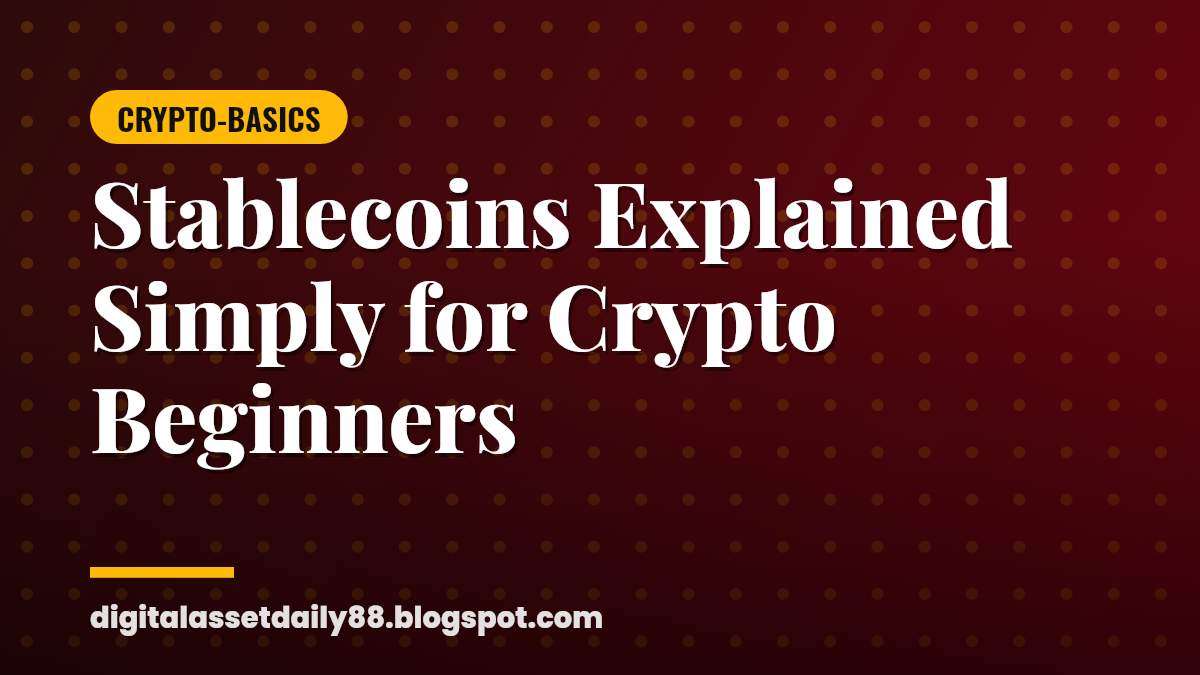 CRYPTO-BASICS
Stablecoins Explained
Simply for Crypto
Beginners
digitalassetdaily88.blogspot.com